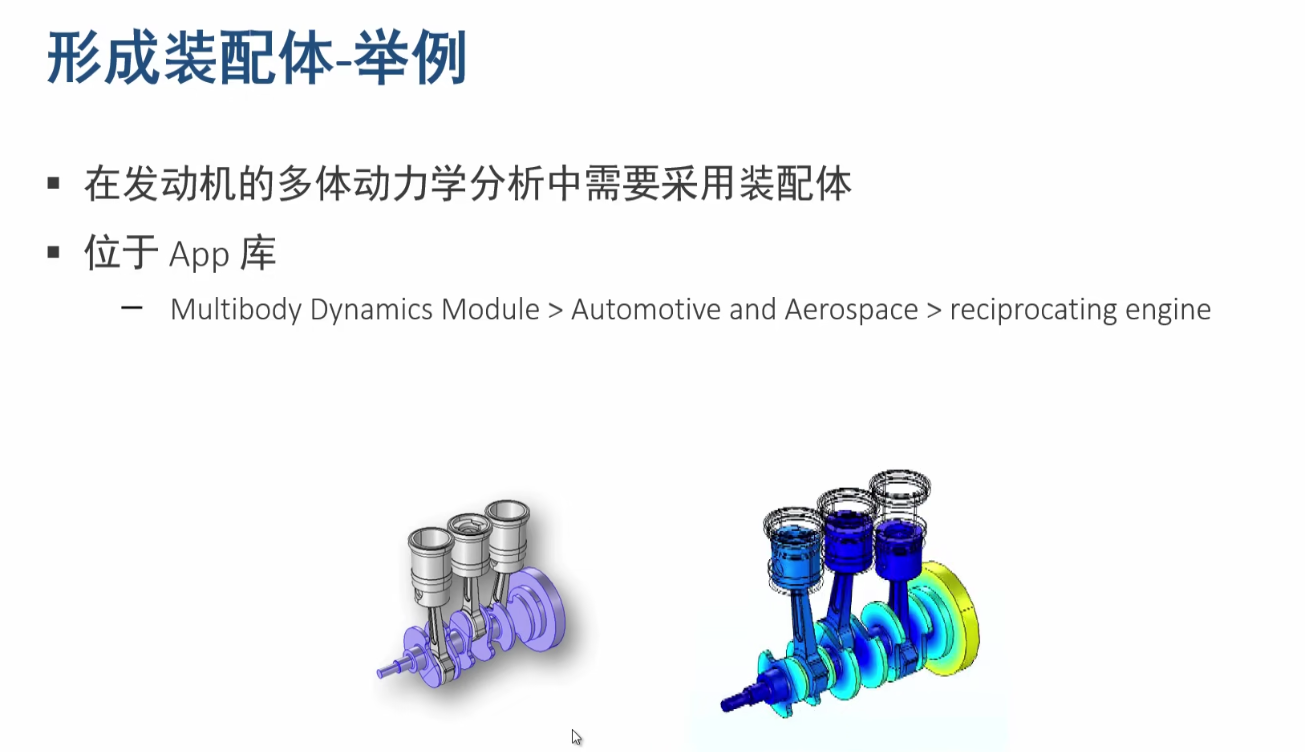 形成装配体-举例
▪ 在发动机的多体动力学分析中需要采用装配体
▪ 位于 App 库
– Multibody Dynamics Module > Automotive and Aerospace > reciprocating engine